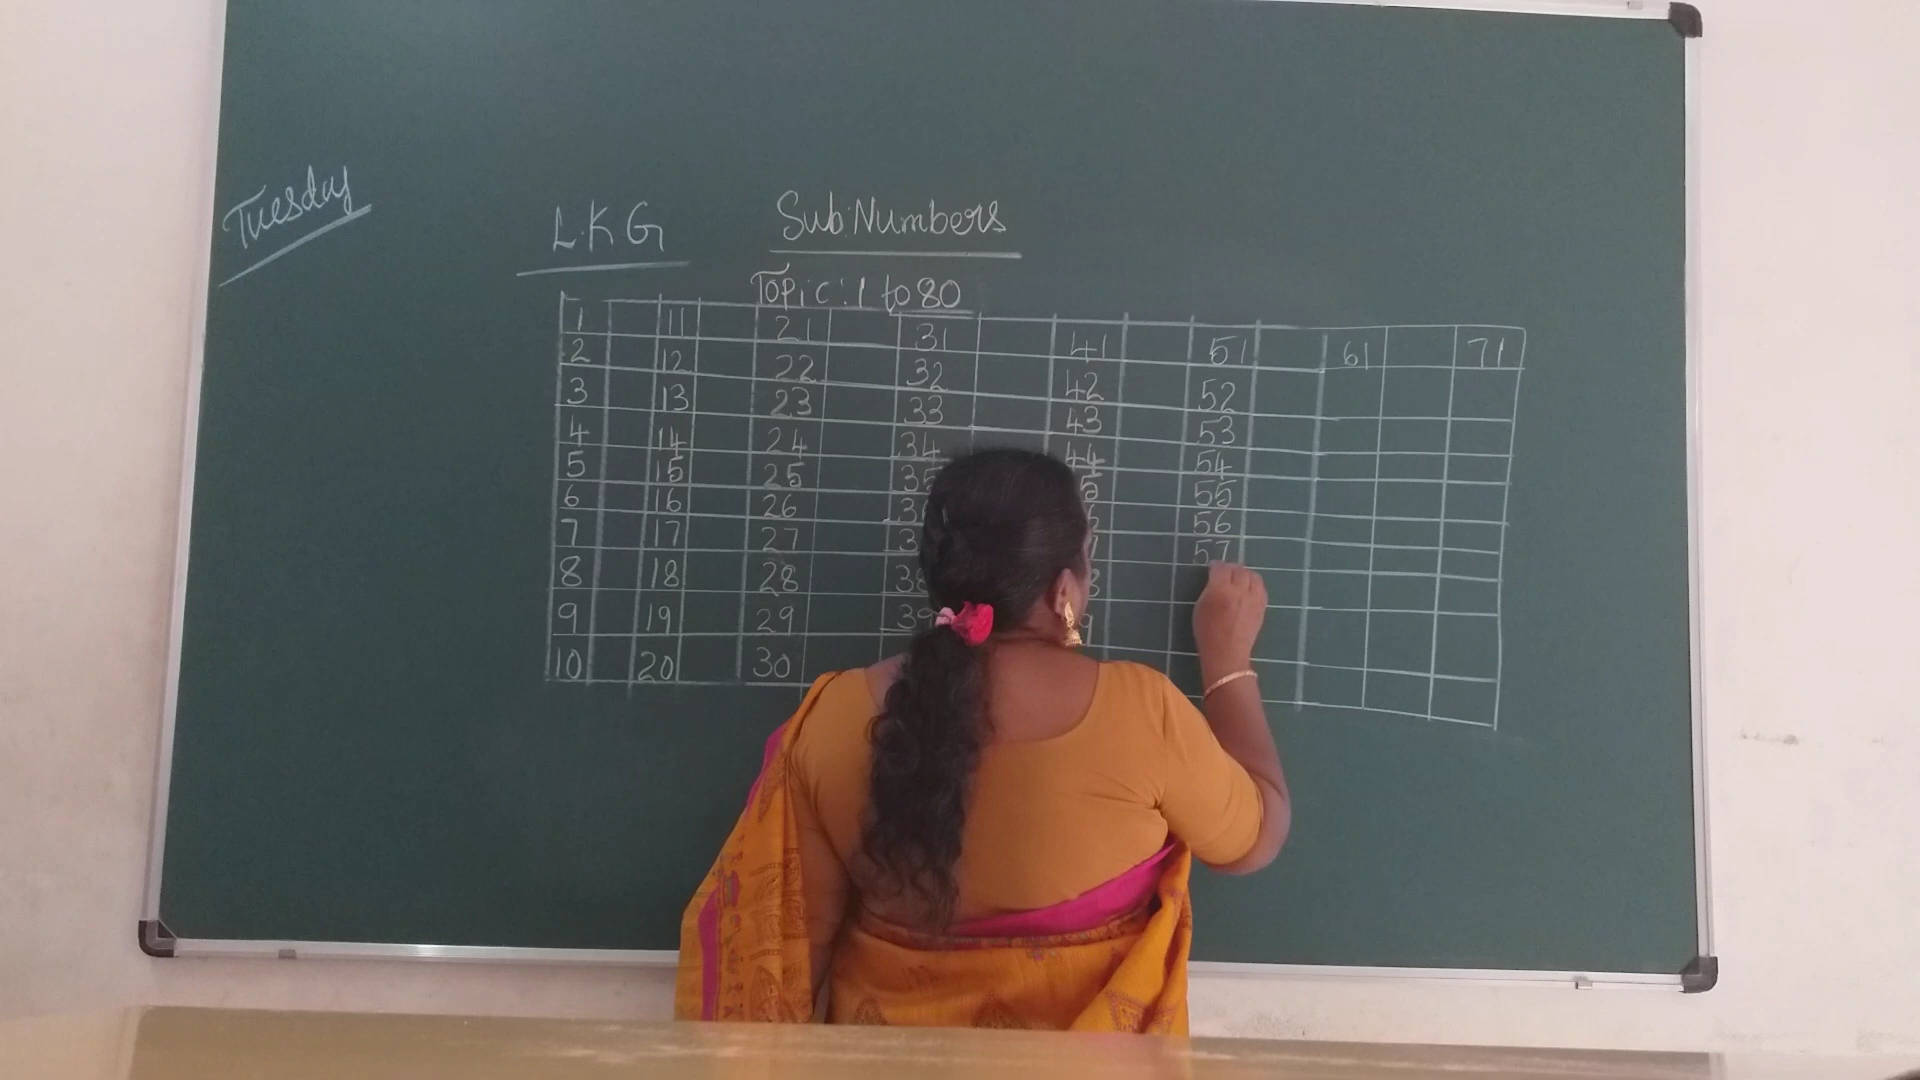 Tuesday
L.K.G Sub:Numbers
Topic:1 to 80
1 11 21 31 41 51 61 71
2 12 22 32 42 52
3 13 23 33 43 53
4 14 24 34 44 54
5 15 25 35 55
6 16 26 56
7 17 27 57
8 18 28 38
9 19 29 39
10 20 30